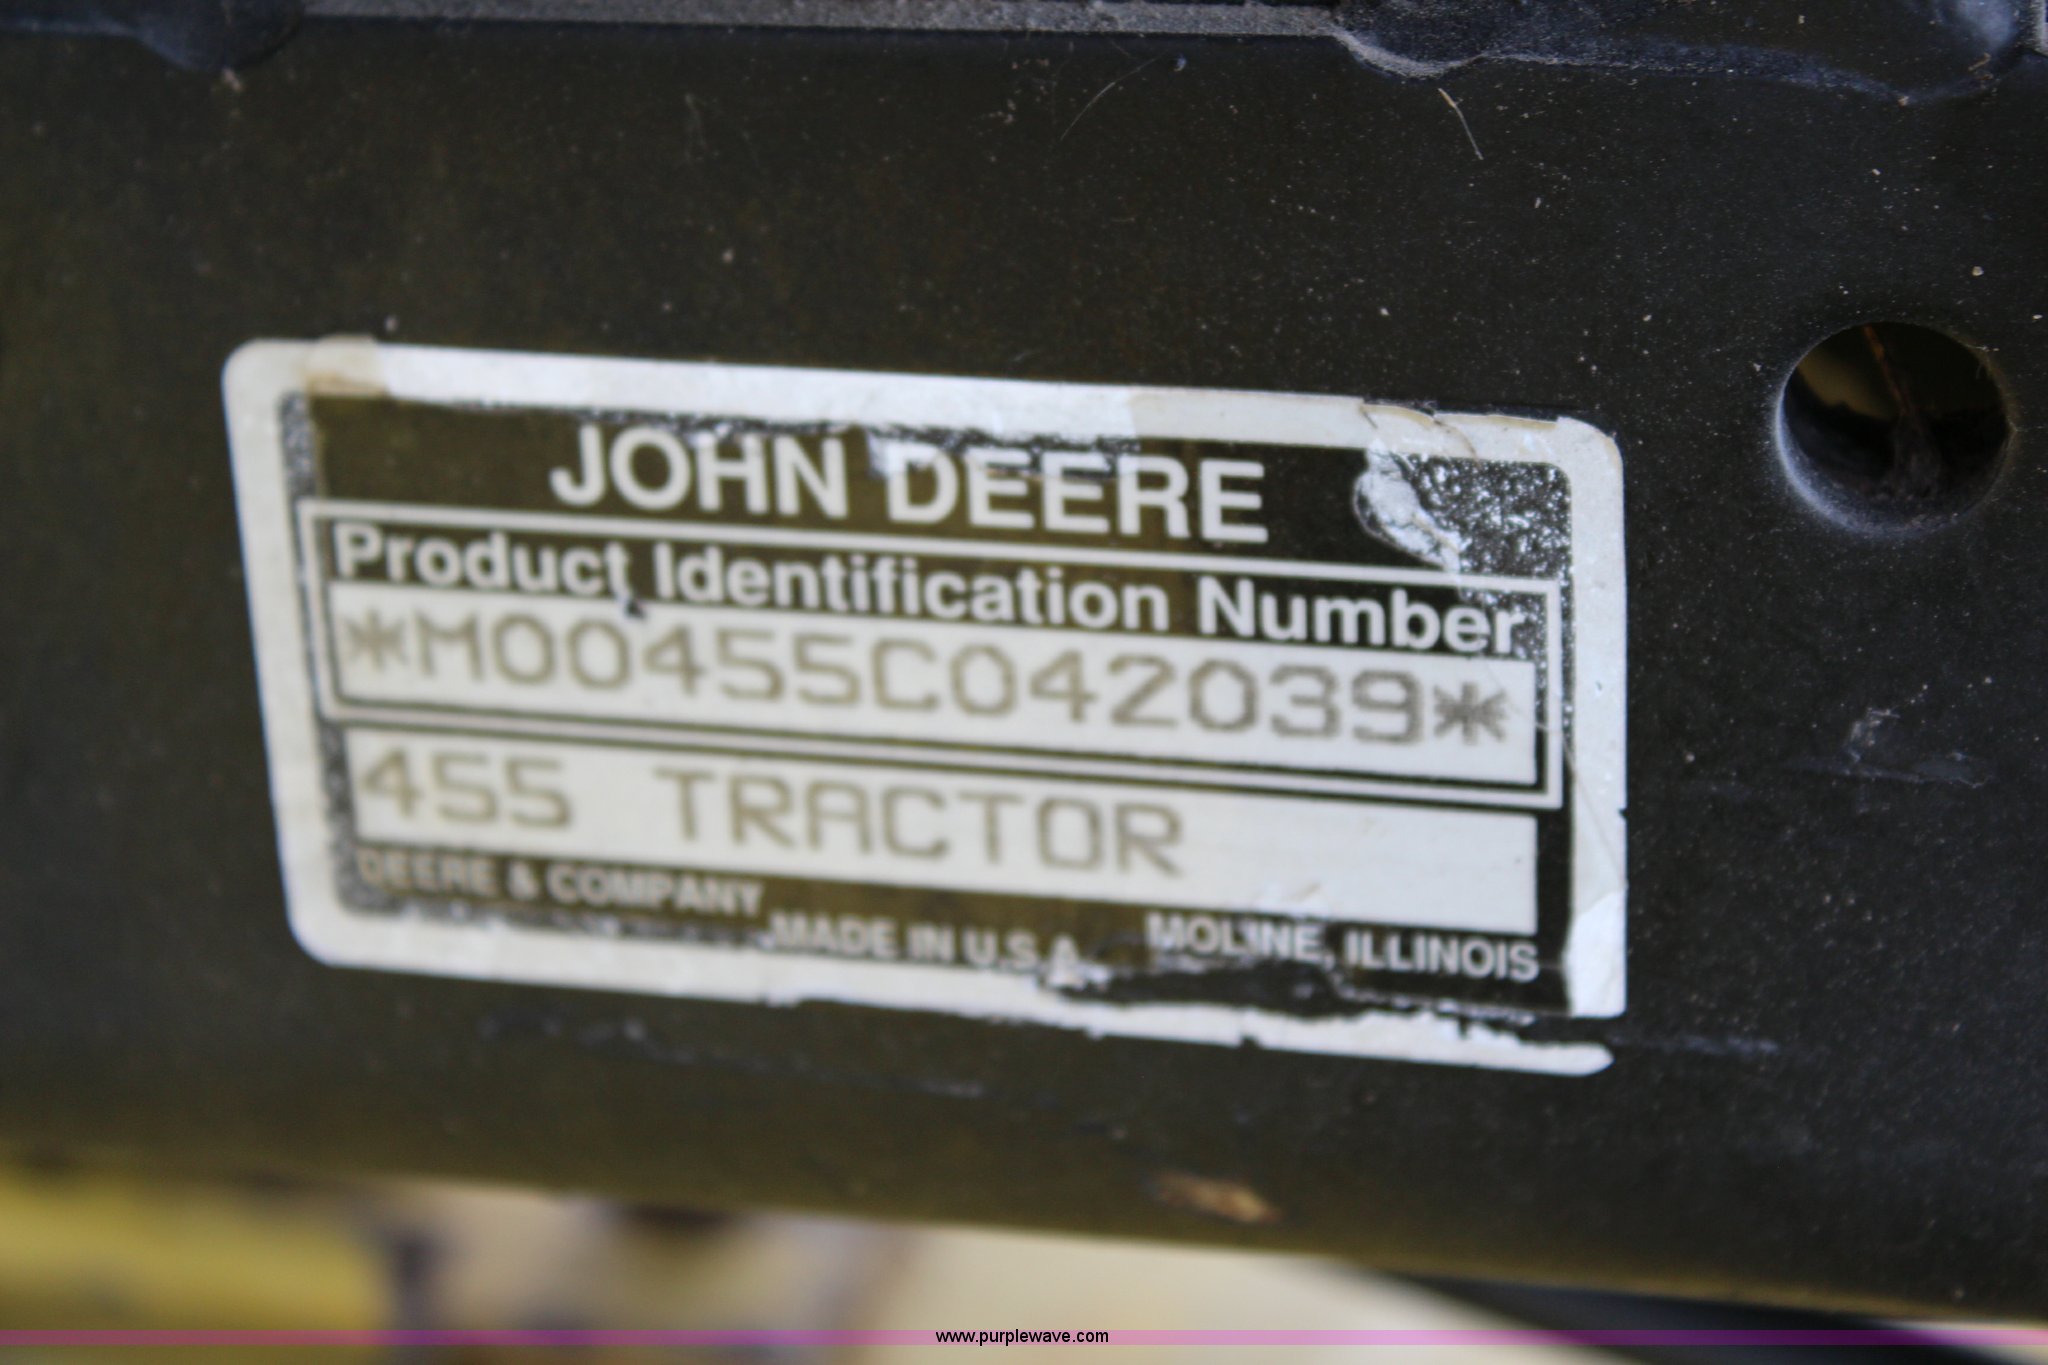 JOHN DEERE
Product Identification Number
*M00455C042039*
455 TRACTOR
DEERE & COMPANY
MADE IN U.S.A.
MOLINE, ILLINOIS
www.purplewave.com